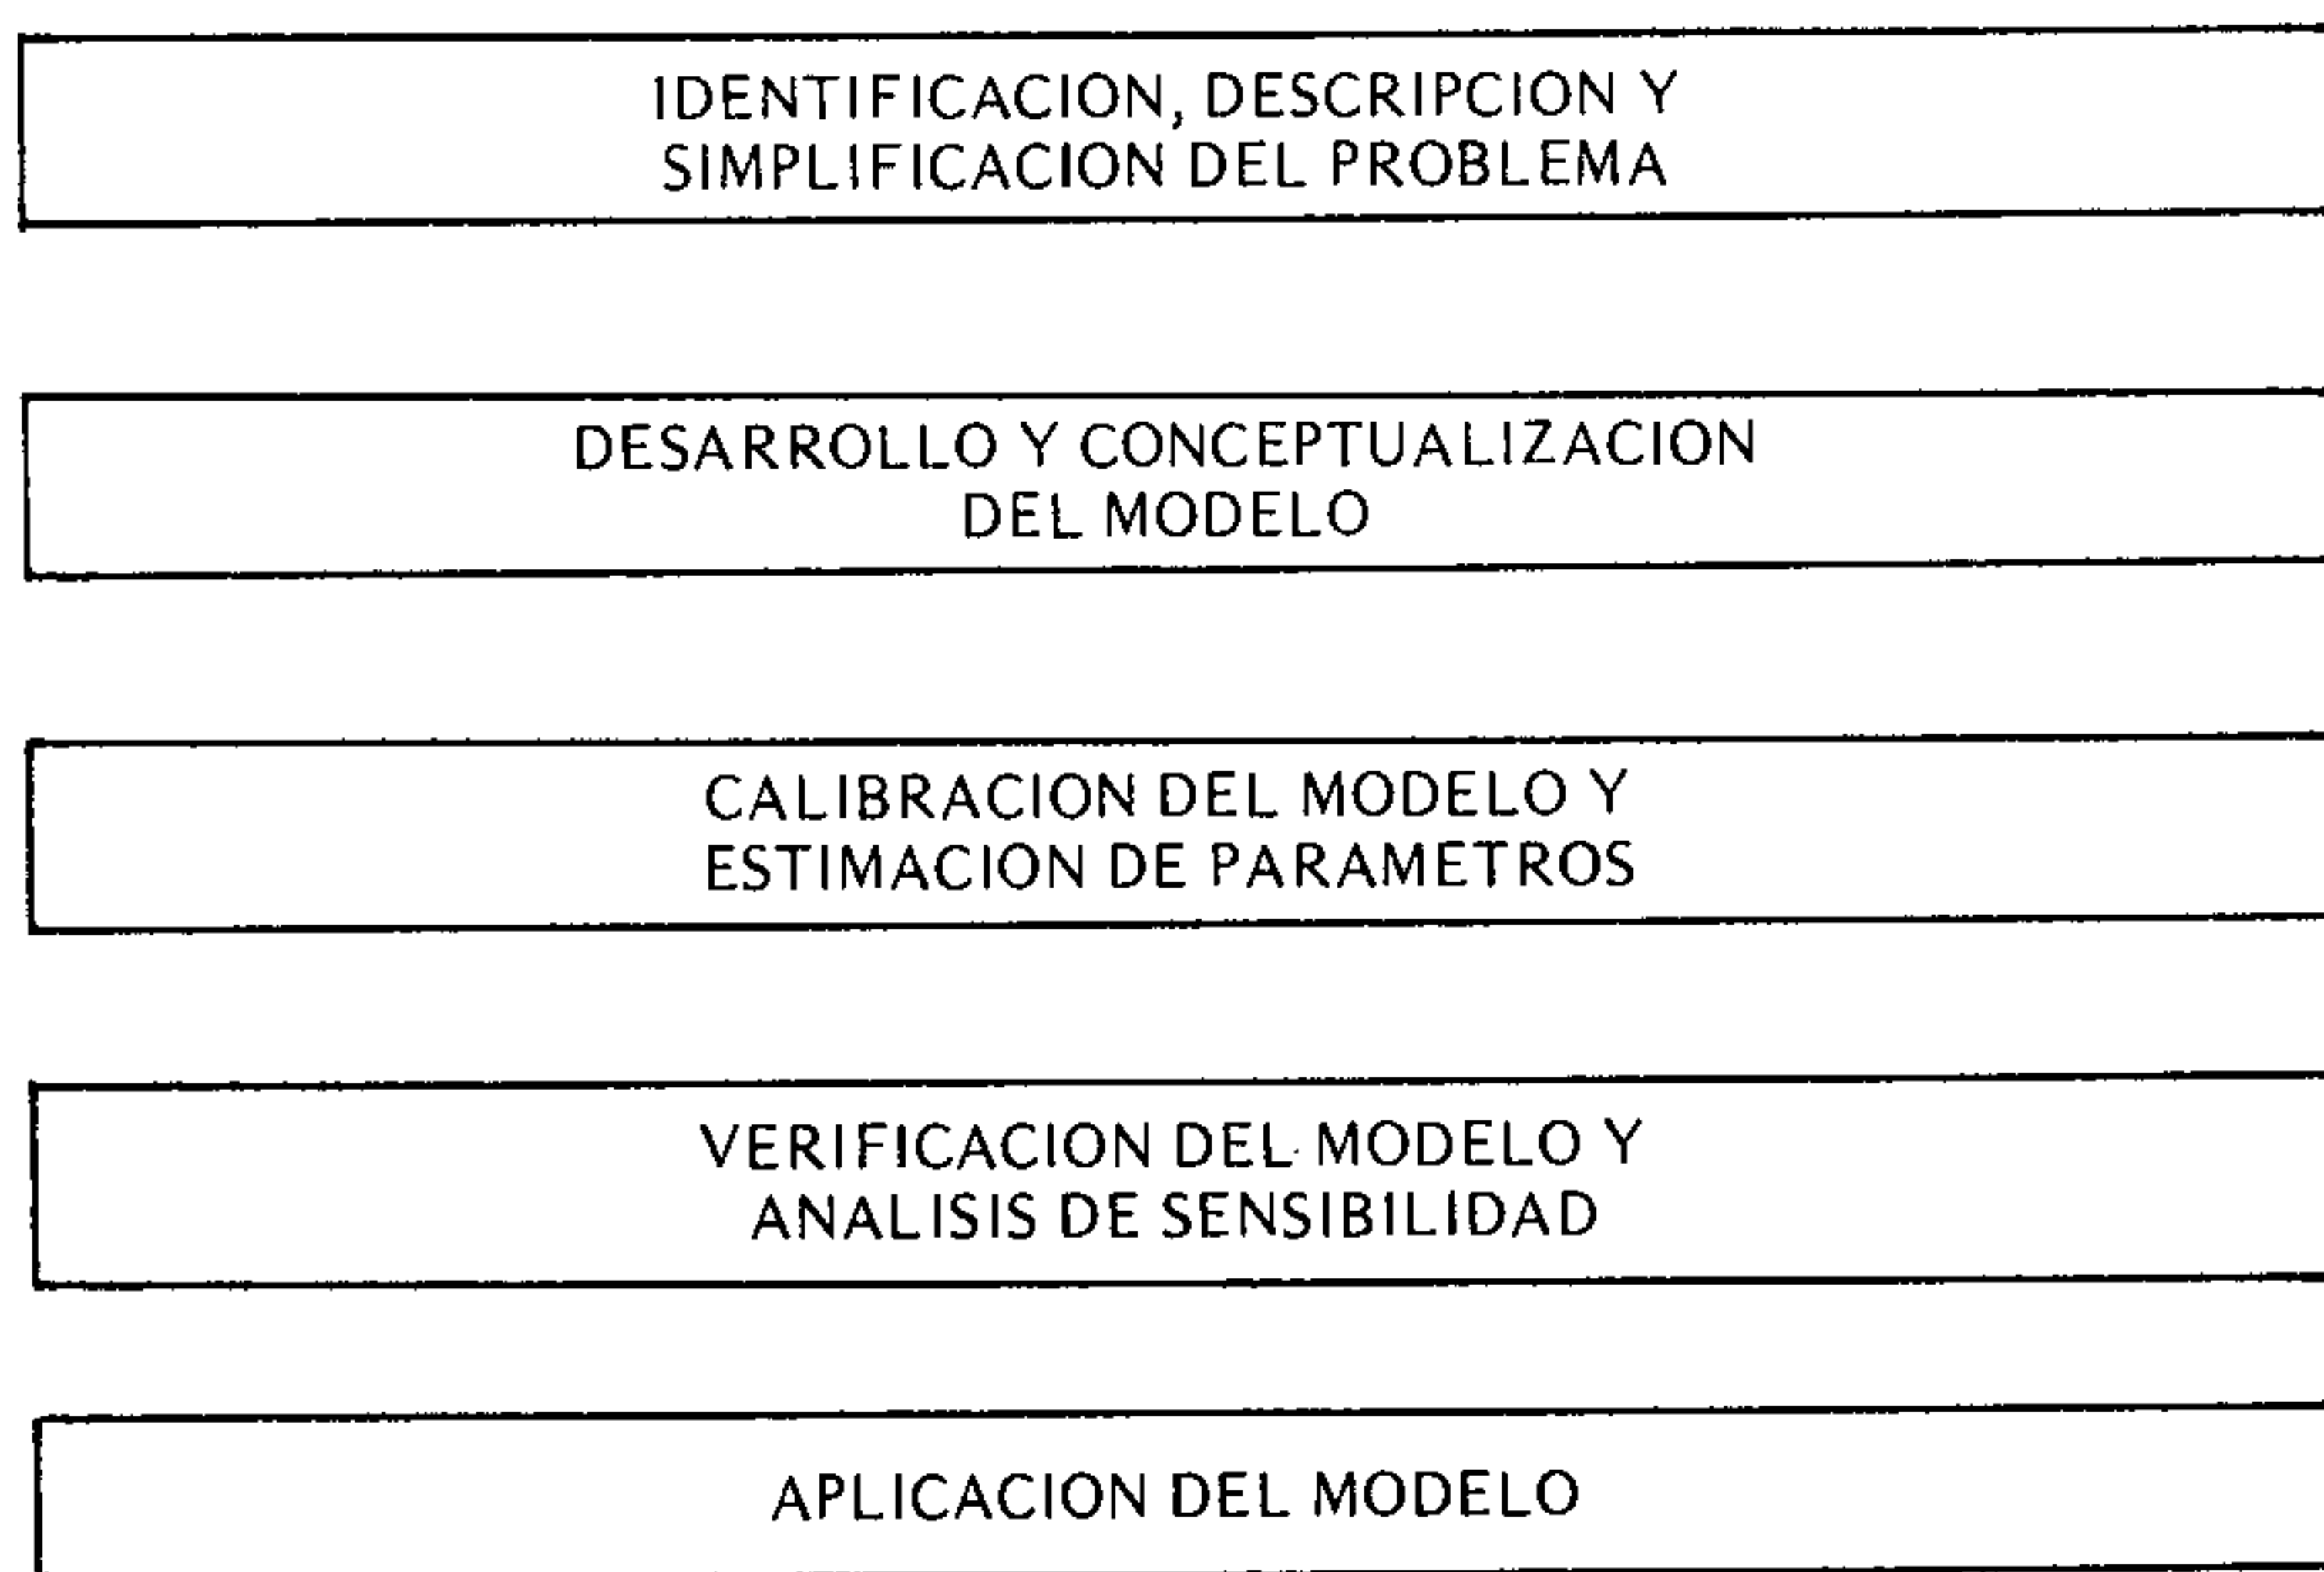 IDENTIFICACION, DESCRIPCION Y
SIMPLIFICACION DEL PROBLEMA
DESARROLLO Y CONCEPTUALIZACION
DEL MODELO
CALIBRACION DEL MODELO Y
ESTIMACION DE PARAMETROS
VERIFICACION DEL MODELO Y
ANALISIS DE SENSIBILIDAD
APLICACION DEL MODELO